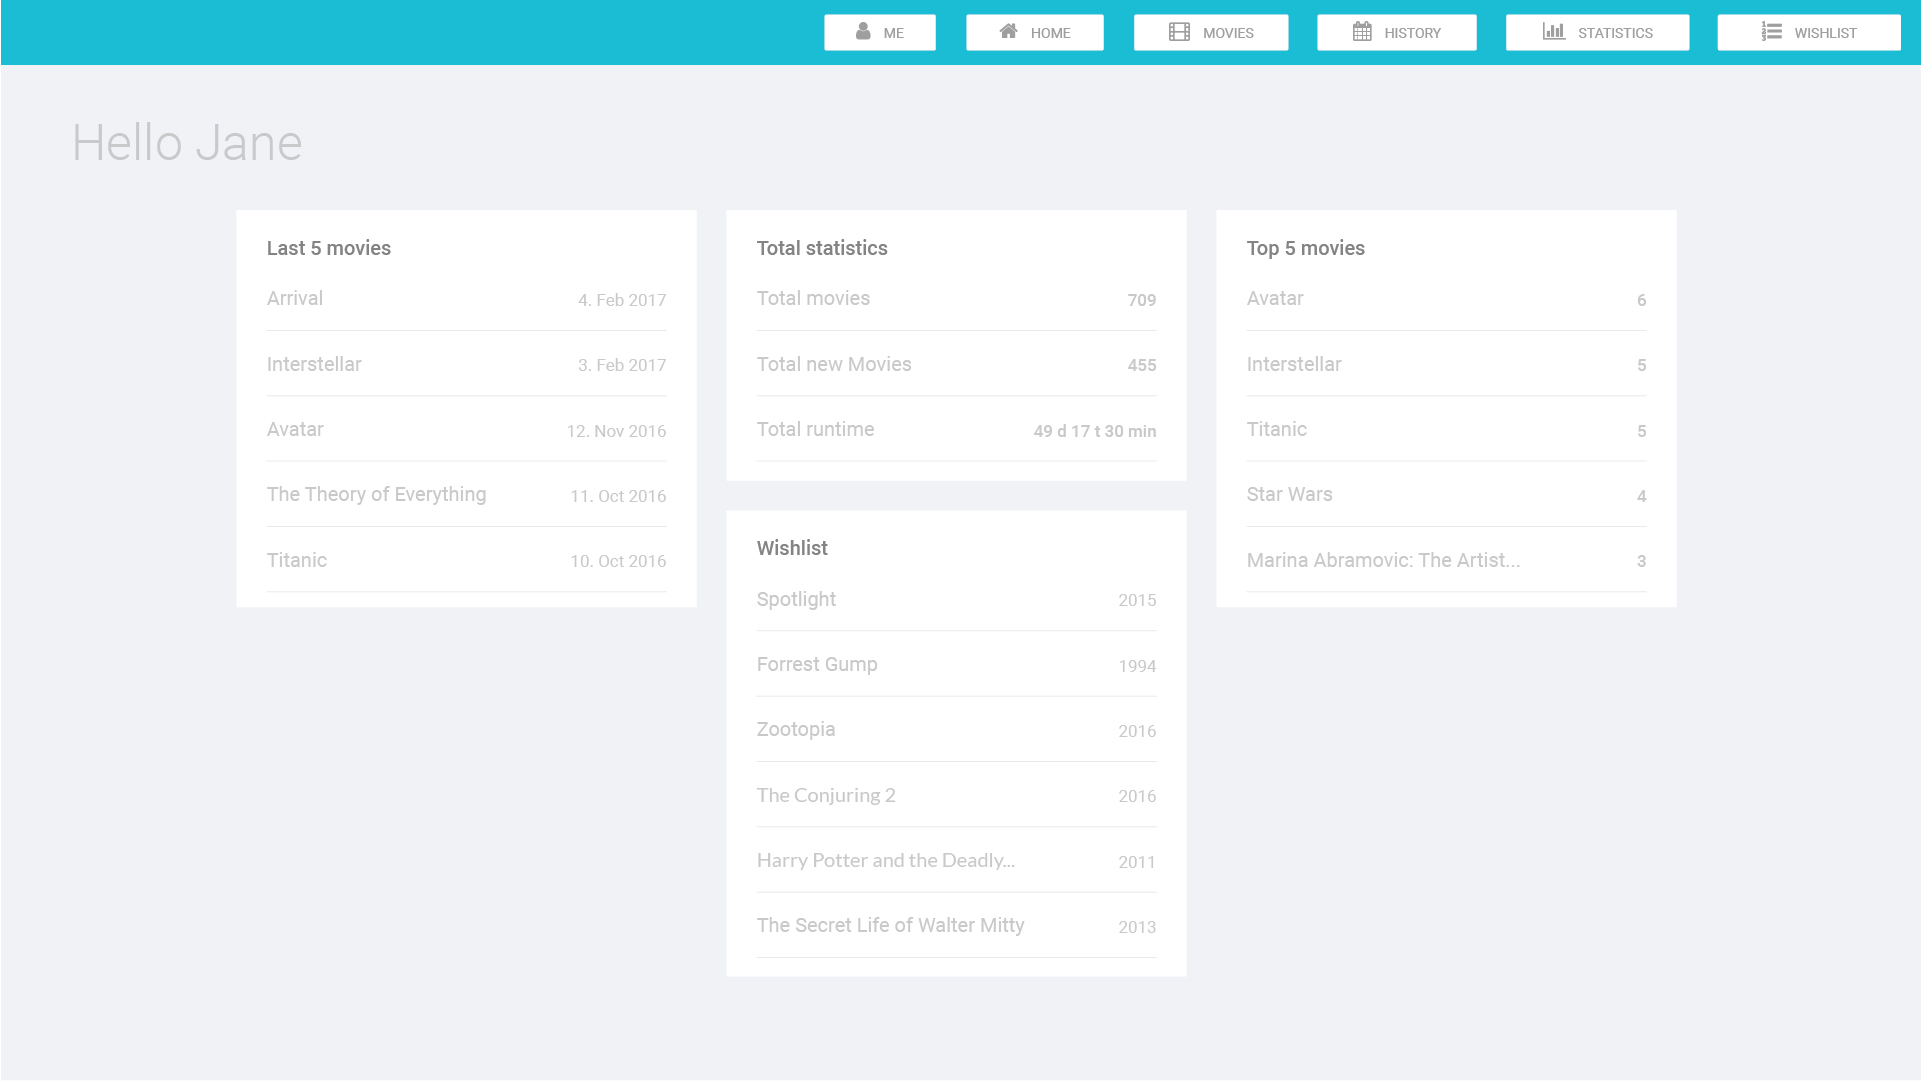 ME
HOME
MOVIES
HISTORY
STATISTICS
WISHLIST
Hello Jane
Last 5 movies
Arrival 4. Feb 2017
Interstellar 3. Feb 2017
Avatar 12. Nov 2016
The Theory of Everything 11. Oct 2016
Titanic 10. Oct 2016
Total statistics
Total movies 709
Total new Movies 455
Total runtime 49 d 17 t 30 min
Wishlist
Spotlight 2015
Forrest Gump 1994
Zootopia 2016
The Conjuring 2 2016
Harry Potter and the Deadly... 2011
The Secret Life of Walter Mitty 2013
Top 5 movies
Avatar 6
Interstellar 5
Titanic 5
Star Wars 4
Marina Abramovic: The Artist... 3